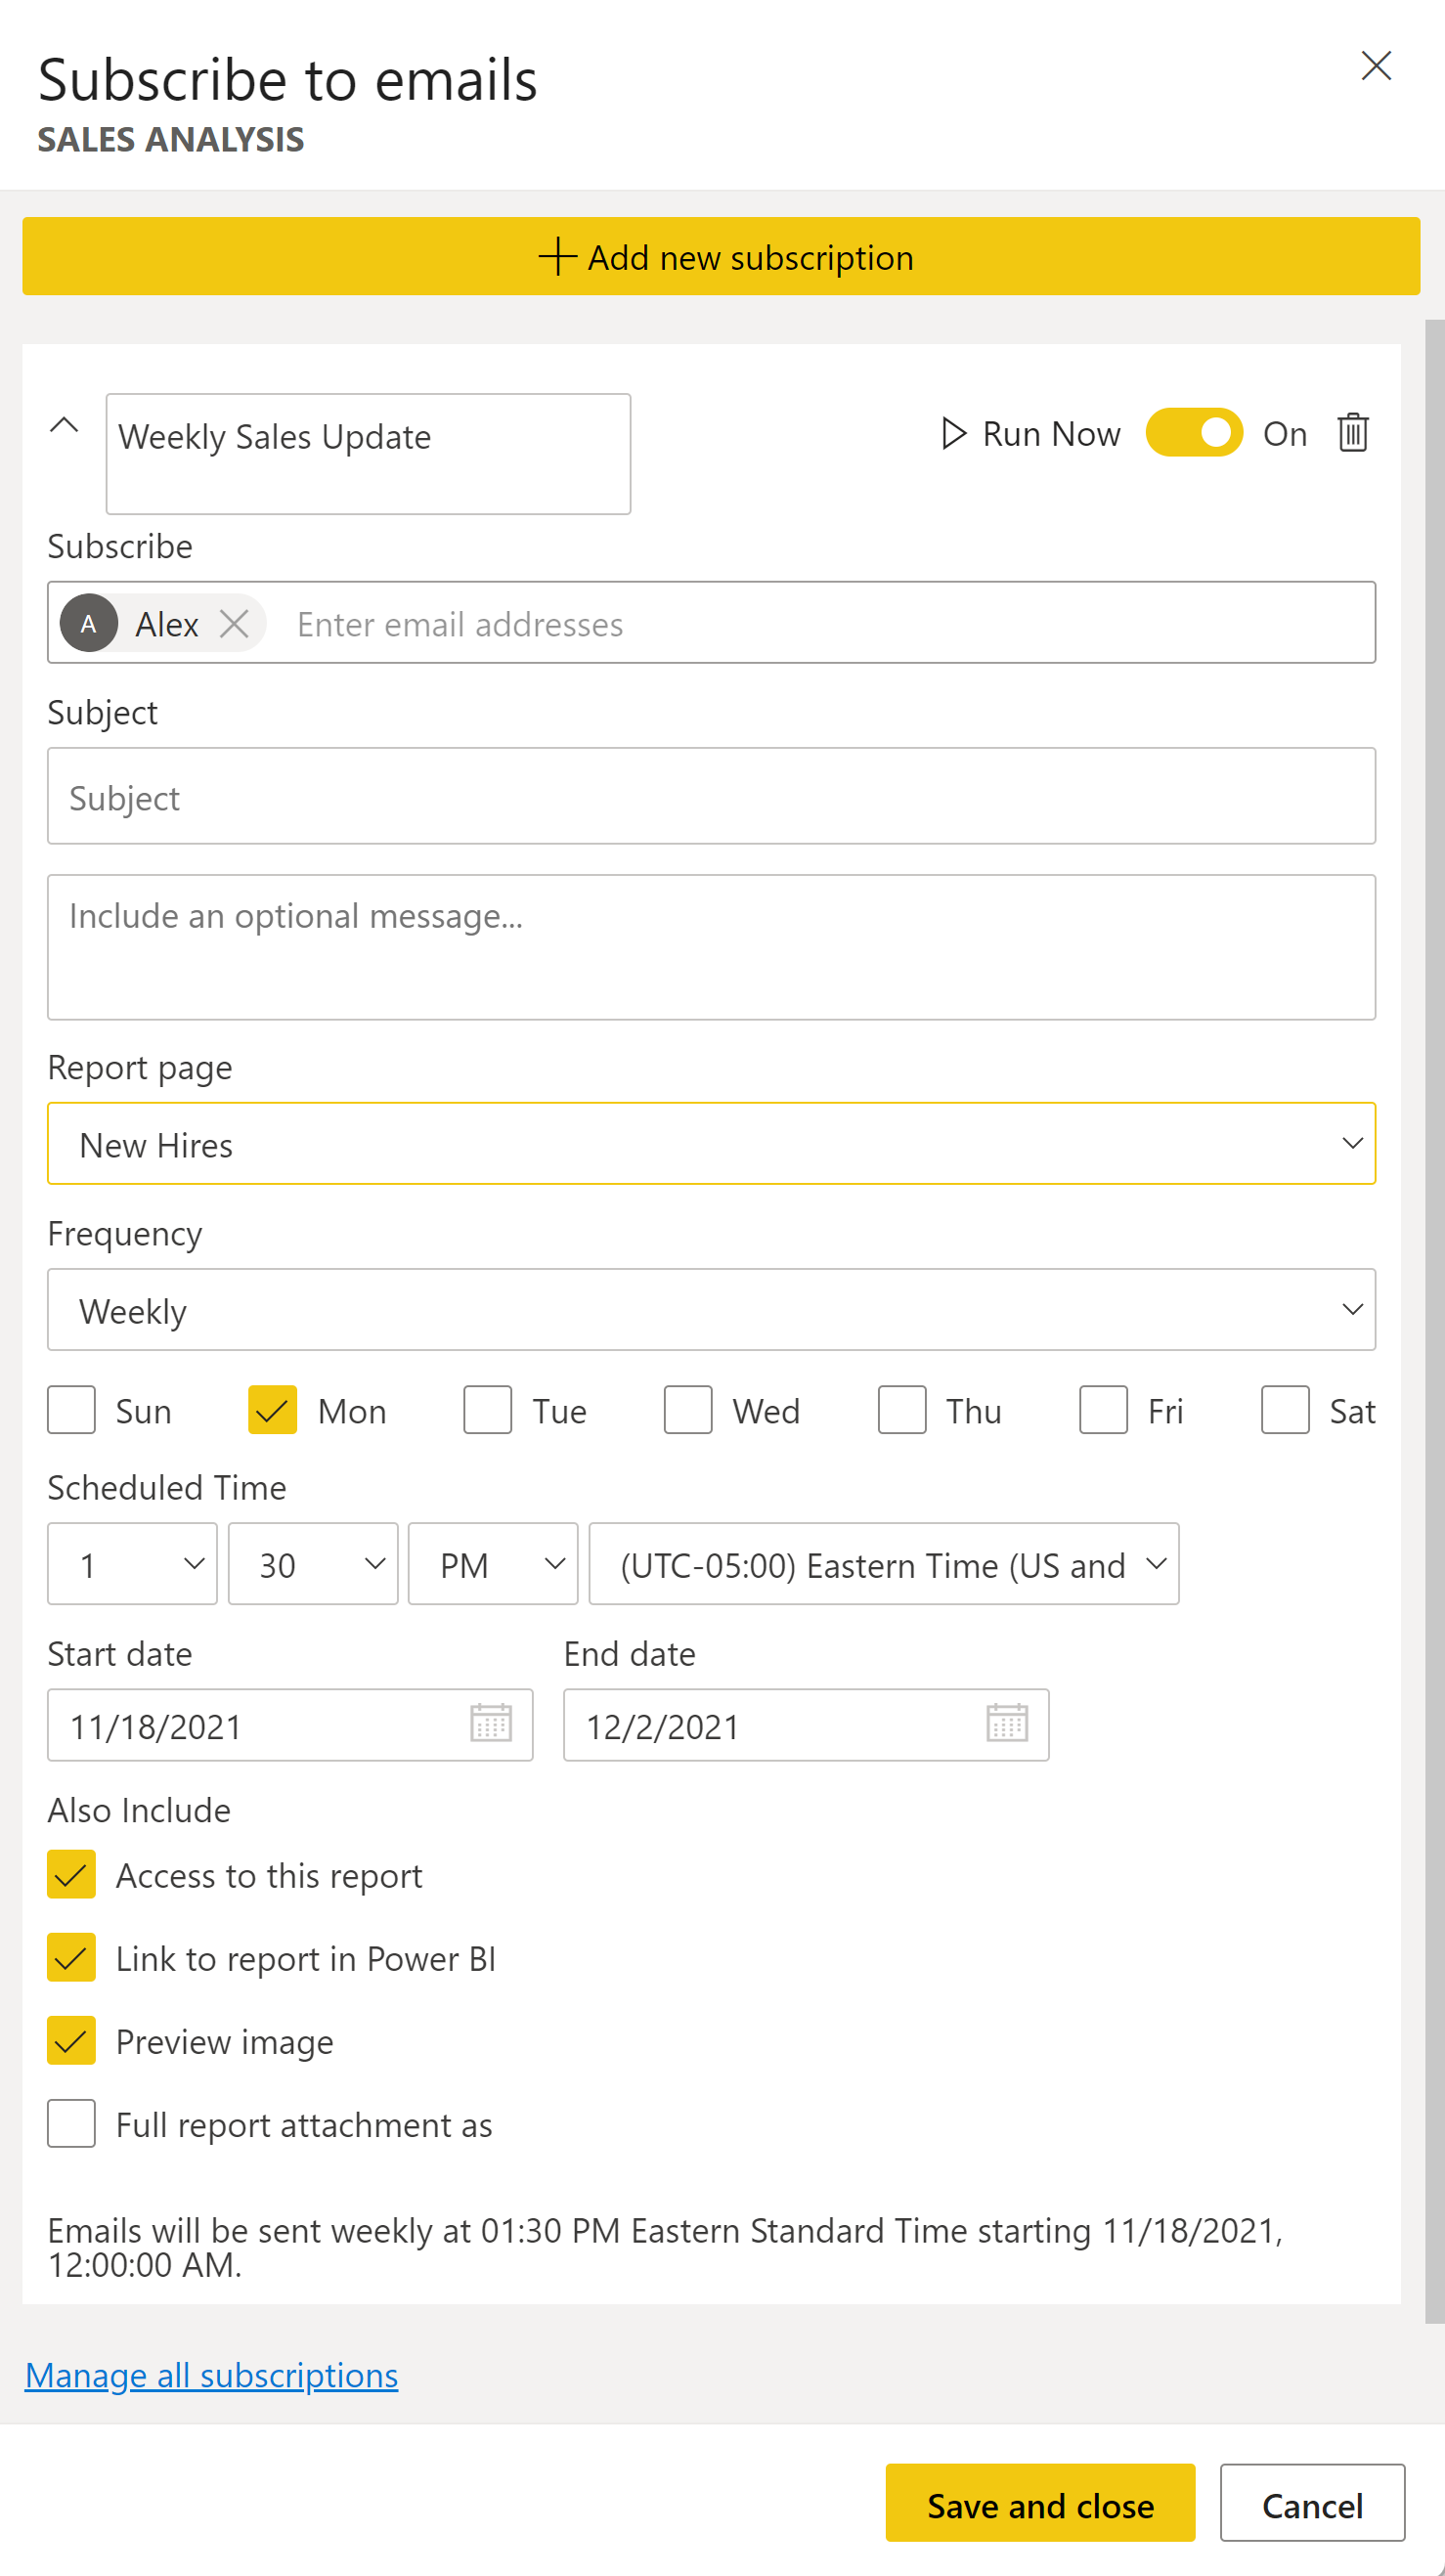 Subscribe to emails
SALES ANALYSIS
Add new subscription
Weekly Sales Update
Run Now
On
Subscribe
A Alex Enter email addresses
Subject
Subject
Include an optional message...
Report page
New Hires
Frequency
Weekly
Sun Mon Tue Wed Thu Fri Sat
Scheduled Time
1 30 PM (UTC-05:00) Eastern Time (US and
Start date End date
11/18/2021 12/2/2021
Also Include
Access to this report
Link to report in Power BI
Preview image
Full report attachment as
Emails will be sent weekly at 01:30 PM Eastern Standard Time starting 11/18/2021,
12:00:00 AM.
Manage all subscriptions
Save and close Cancel